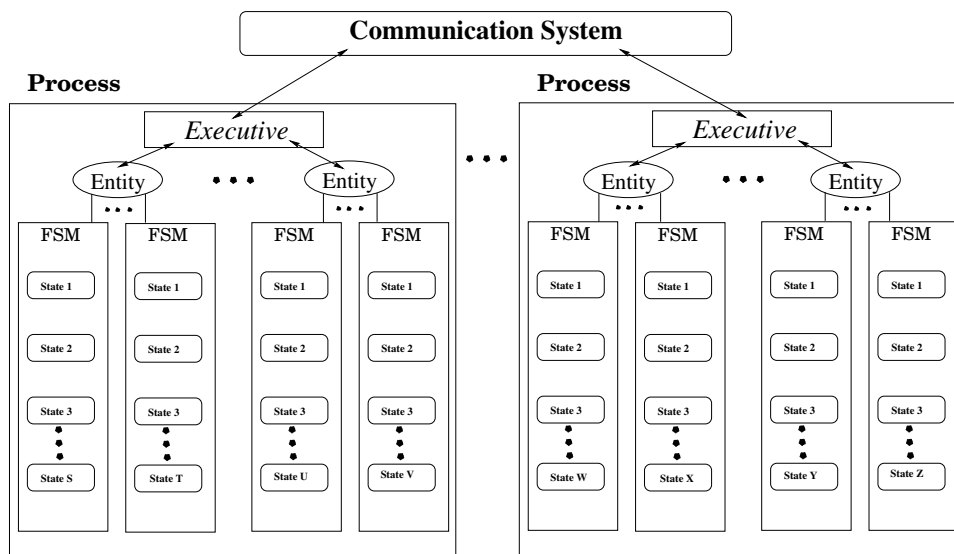 Communication System
Process
Process
Executive
Executive
Entity
Entity
Entity
Entity
FSM
FSM
FSM
FSM
FSM
FSM
FSM
FSM
State 1
State 1
State 1
State 1
State 1
State 1
State 1
State 1
State 2
State 2
State 2
State 2
State 2
State 2
State 2
State 2
State 3
State 3
State 3
State 3
State 3
State 3
State 3
State 3
State S
State T
State U
State V
State W
State X
State Y
State Z